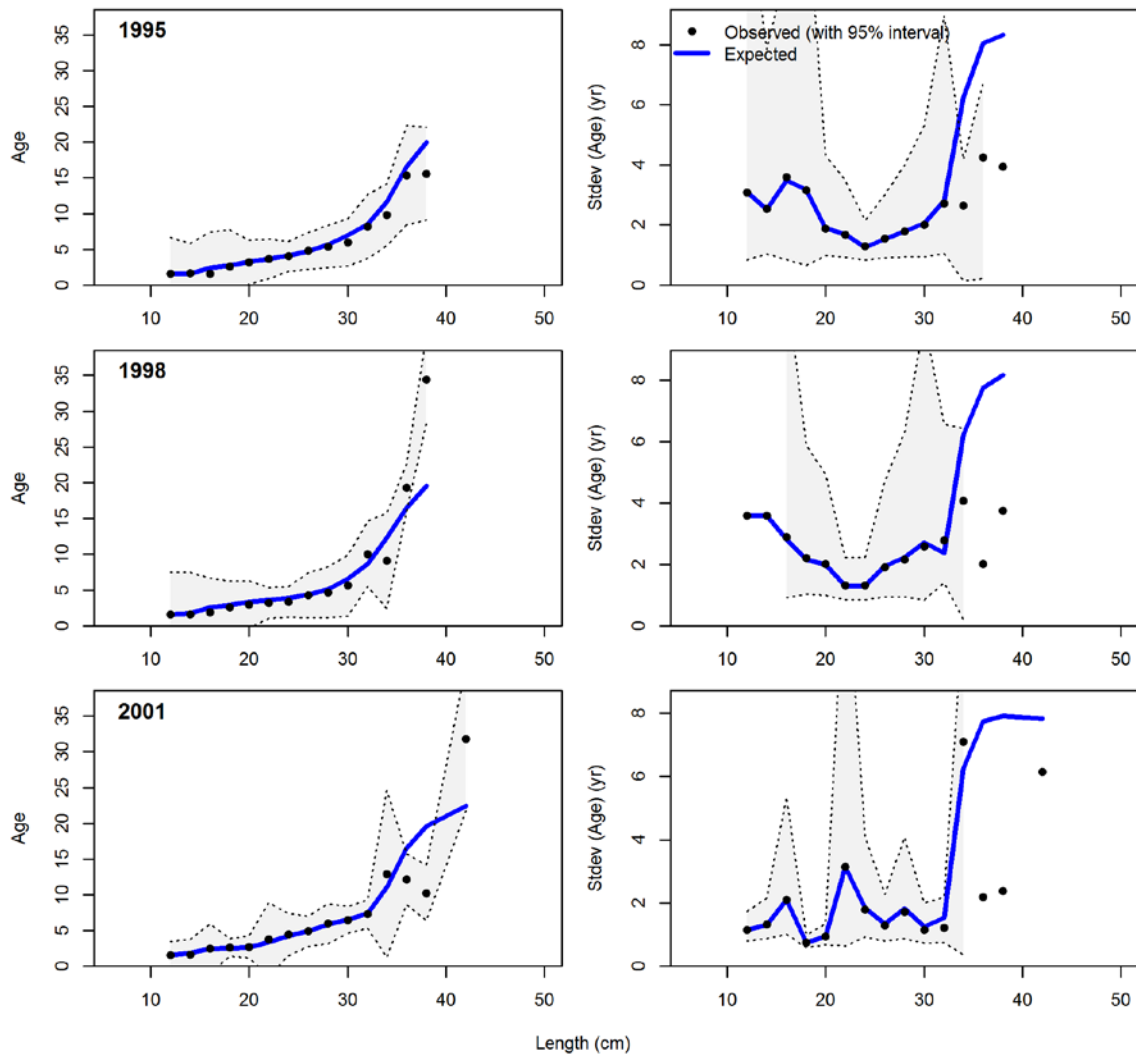 1995
Age
0 5 10 15 20 25 30 35
10 20 30 40 50
Observed (with 95% interval)
Expected
Stdev (Age) (yr)
0 2 4 6 8
10 20 30 40 50
1998
Age
0 5 10 15 20 25 30 35
10 20 30 40 50
Stdev (Age) (yr)
0 2 4 6 8
10 20 30 40 50
2001
Age
0 5 10 15 20 25 30 35
10 20 30 40 50
Stdev (Age) (yr)
0 2 4 6 8
10 20 30 40 50
Length (cm)